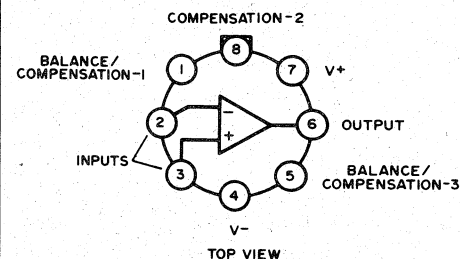 COMPENSATION-2
8
BALANCE/
COMPENSATION-1
1
7
V+
2
−
6
OUTPUT
+
INPUTS
3
5
BALANCE/
COMPENSATION-3
4
V−
TOP VIEW